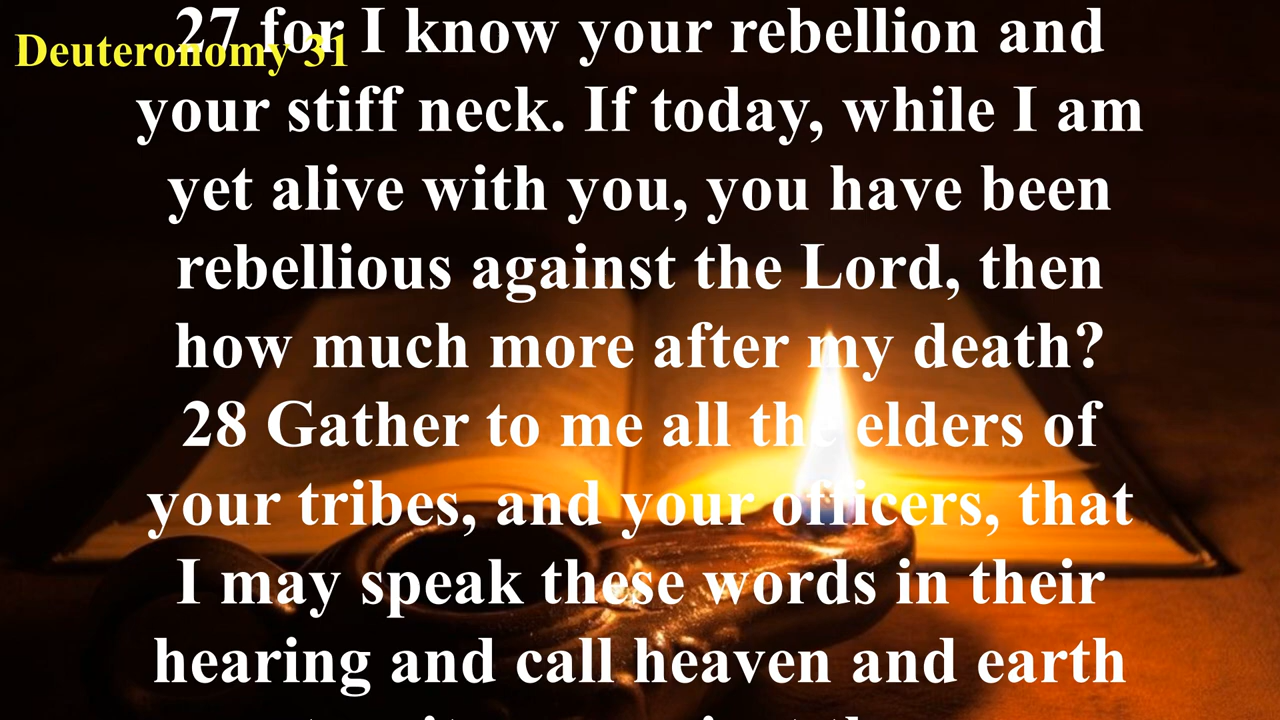 Deuteronomy 31
27 for I know your rebellion and
your stiff neck. If today, while I am
yet alive with you, you have been
rebellious against the Lord, then
how much more after my death?
28 Gather to me all the elders of
your tribes, and your officers, that
I may speak these words in their
hearing and call heaven and earth